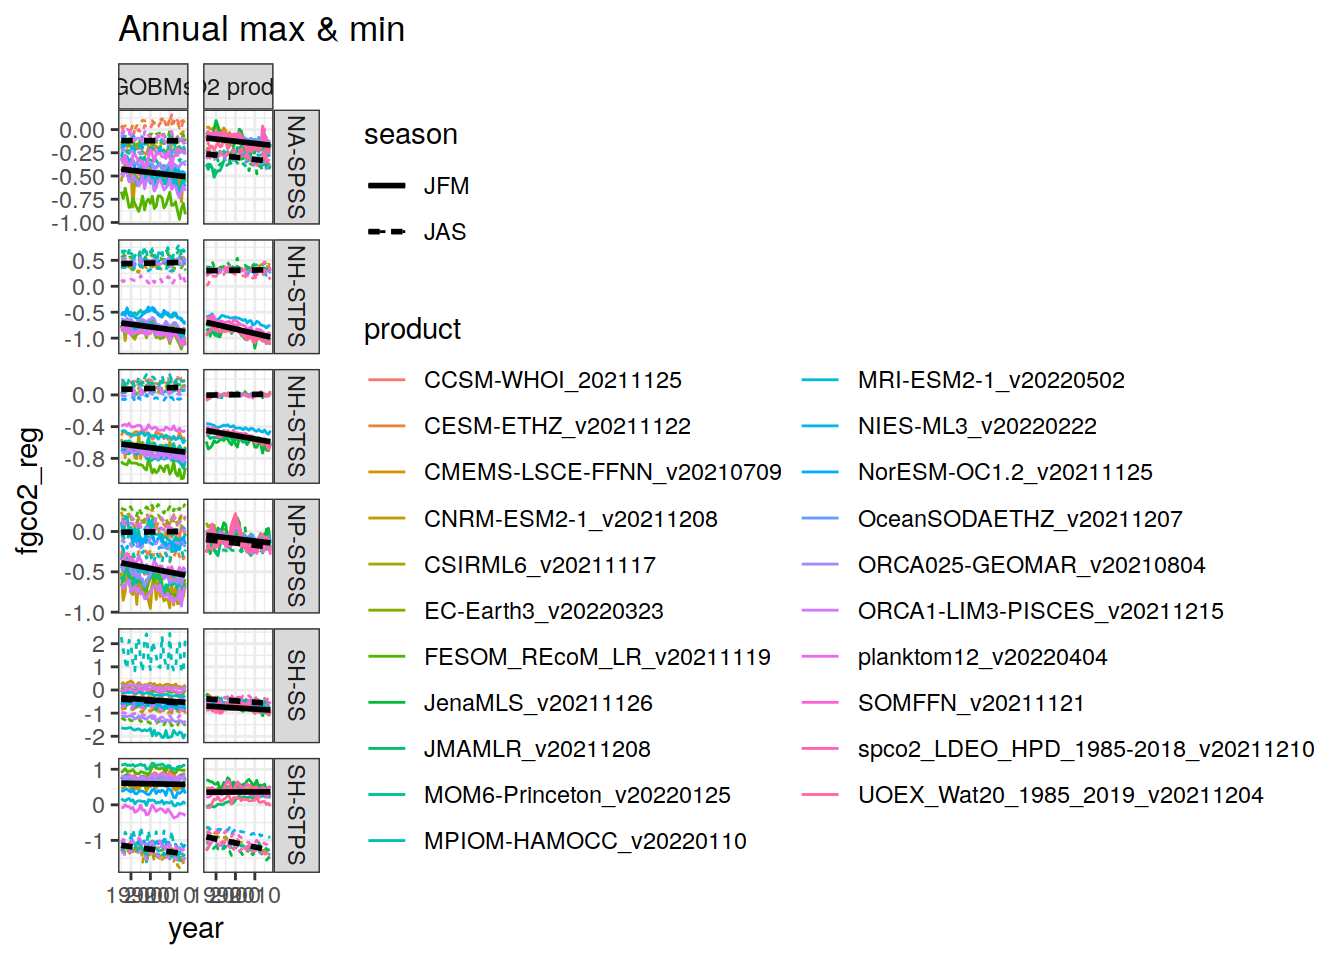 Annual max & min
GOBMs
O2 prod
0.00
-0.25
-0.50
-0.75
-1.00
NA-SPSS
0.5
0.0
-0.5
-1.0
NH-STPS
0.0
-0.4
-0.8
NH-STSS
0.0
-0.5
-1.0
NP-SPSS
2
1
0
-1
-2
SH-SS
1
0
-1
SH-STPS
fgco2_reg
year
season
JFM
JAS
product
CCSM-WHOI_20211125
CESM-ETHZ_v20211122
CMEMS-LSCE-FFNN_v20210709
CNRM-ESM2-1_v20211208
CSIRML6_v20211117
EC-Earth3_v20220323
FESOM_REcoM_LR_v20211119
JenaMLS_v20211126
JMAMLR_v20211208
MOM6-Princeton_v20220125
MPIOM-HAMOCC_v20220110
MRI-ESM2-1_v20220502
NIES-ML3_v20220222
NorESM-OC1.2_v20211125
OceanSODAETHZ_v20211207
ORCA025-GEOMAR_v20210804
ORCA1-LIM3-PISCES_v20211215
planktom12_v20220404
SOMFFN_v20211121
spco2_LDEO_HPD_1985-2018_v20211210
UOEX_Wat20_1985_2019_v20211204